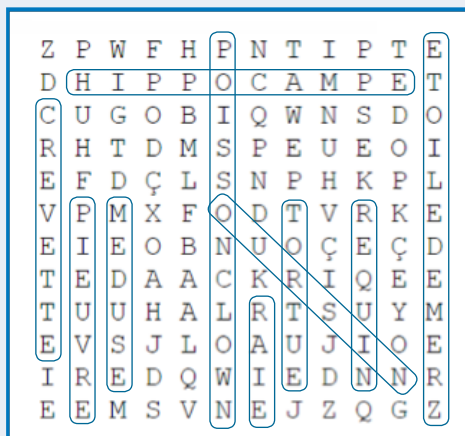 Z P W F H P N T I P T E
D H I P P O C A M P E T
C U G O B I Q W N S D O
R H T D M S P E U E O I
E F D Ç L S N P H K P L
V P M X F O D T V R K E
E I E O B N U O Ç E Ç D
T E D A A C K R I Q E E
T U U H A L R T S U Y M
E V S J L O A U J I O E
I R E D Q W I E D N N R
E E M S V N E J Z Q G Z